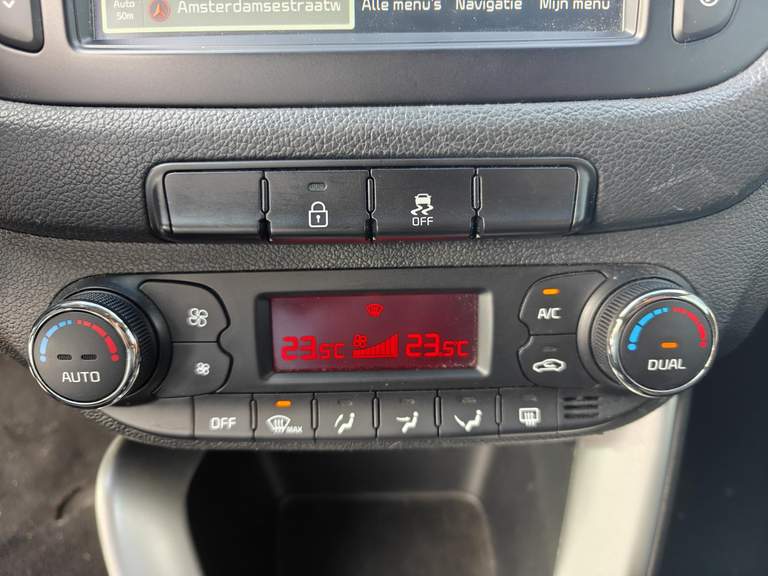 Auto
50m
Amsterdamsestraatw
Alle menu's
Navigatie
Mijn menu
OFF
23.5C
23.5C
A/C
AUTO
DUAL
OFF
MAX